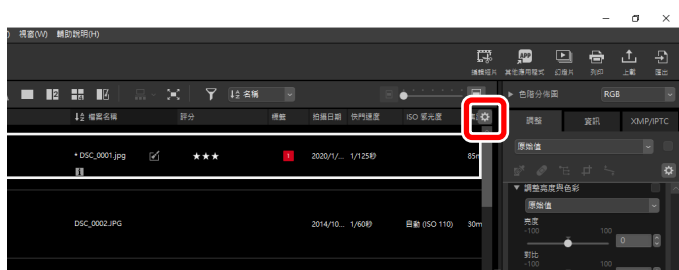 ) 視窗(W) 輔助說明(H)
編輯短片 其他應用程式 幻燈片 列印 上載 匯出
名稱 色階分佈圖 RGB
檔案名稱 評分 標籤 拍攝日期 快門速度 ISO 感光度 調整 資訊 XMP/IPTC
原始值
* DSC_0001.jpg ★★★ 1 2020/1/... 1/125秒 85m
調整亮度與色彩
原始值
DSC_0002.JPG 2014/10... 1/60秒 自動 (ISO 110) 30m
亮度
-100 100
0
對比
-100 100